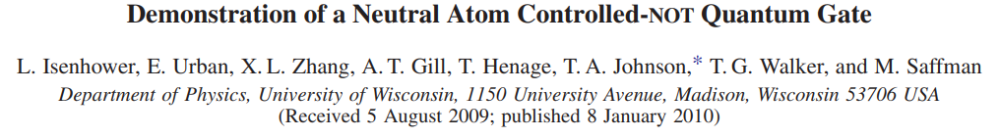 Demonstration of a Neutral Atom Controlled-NOT Quantum Gate
L. Isenhower, E. Urban, X. L. Zhang, A. T. Gill, T. Henage, T. A. Johnson,* T. G. Walker, and M. Saffman
Department of Physics, University of Wisconsin, 1150 University Avenue, Madison, Wisconsin 53706 USA
(Received 5 August 2009; published 8 January 2010)